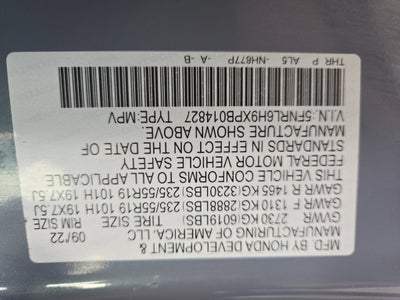 MFD. BY HONDA DEVELOPMENT &
MANUFACTURING OF AMERICA, LLC 09/22
GVWR 2730 KG(6019LBS) TIRE SIZE RIM SIZE
GAWR F 1310 KG(2888LBS) 235/55R19 101H 19X7.5J
GAWR R 1465 KG(3230LBS) 235/55R19 101H 19X7.5J
THIS VEHICLE CONFORMS TO ALL APPLICABLE
FEDERAL MOTOR VEHICLE SAFETY
STANDARDS IN EFFECT ON THE DATE OF
MANUFACTURE SHOWN ABOVE.
V.I.N.:5FNRL6H9XPB014827 TYPE:MPV
-A -B
THR P AL5 -NH877P